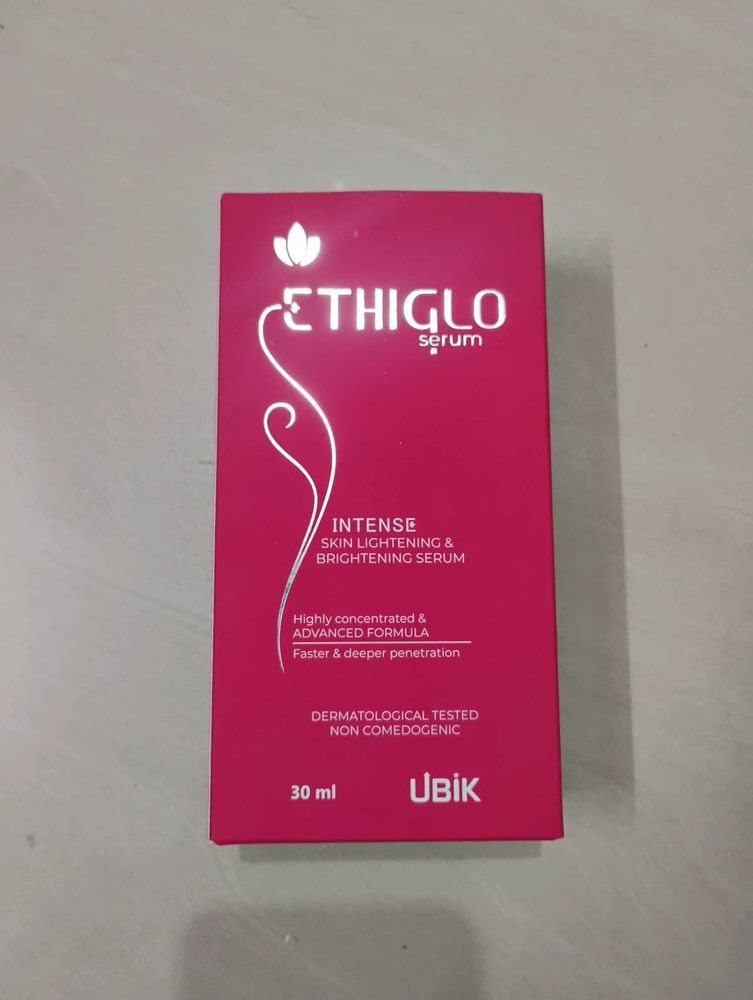 ETHIGLO
serum
INTENSE
SKIN LIGHTENING &
BRIGHTENING SERUM
Highly concentrated &
ADVANCED FORMULA
Faster & deeper penetration
DERMATOLOGICAL TESTED
NON COMEDOGENIC
30 ml
UBiK